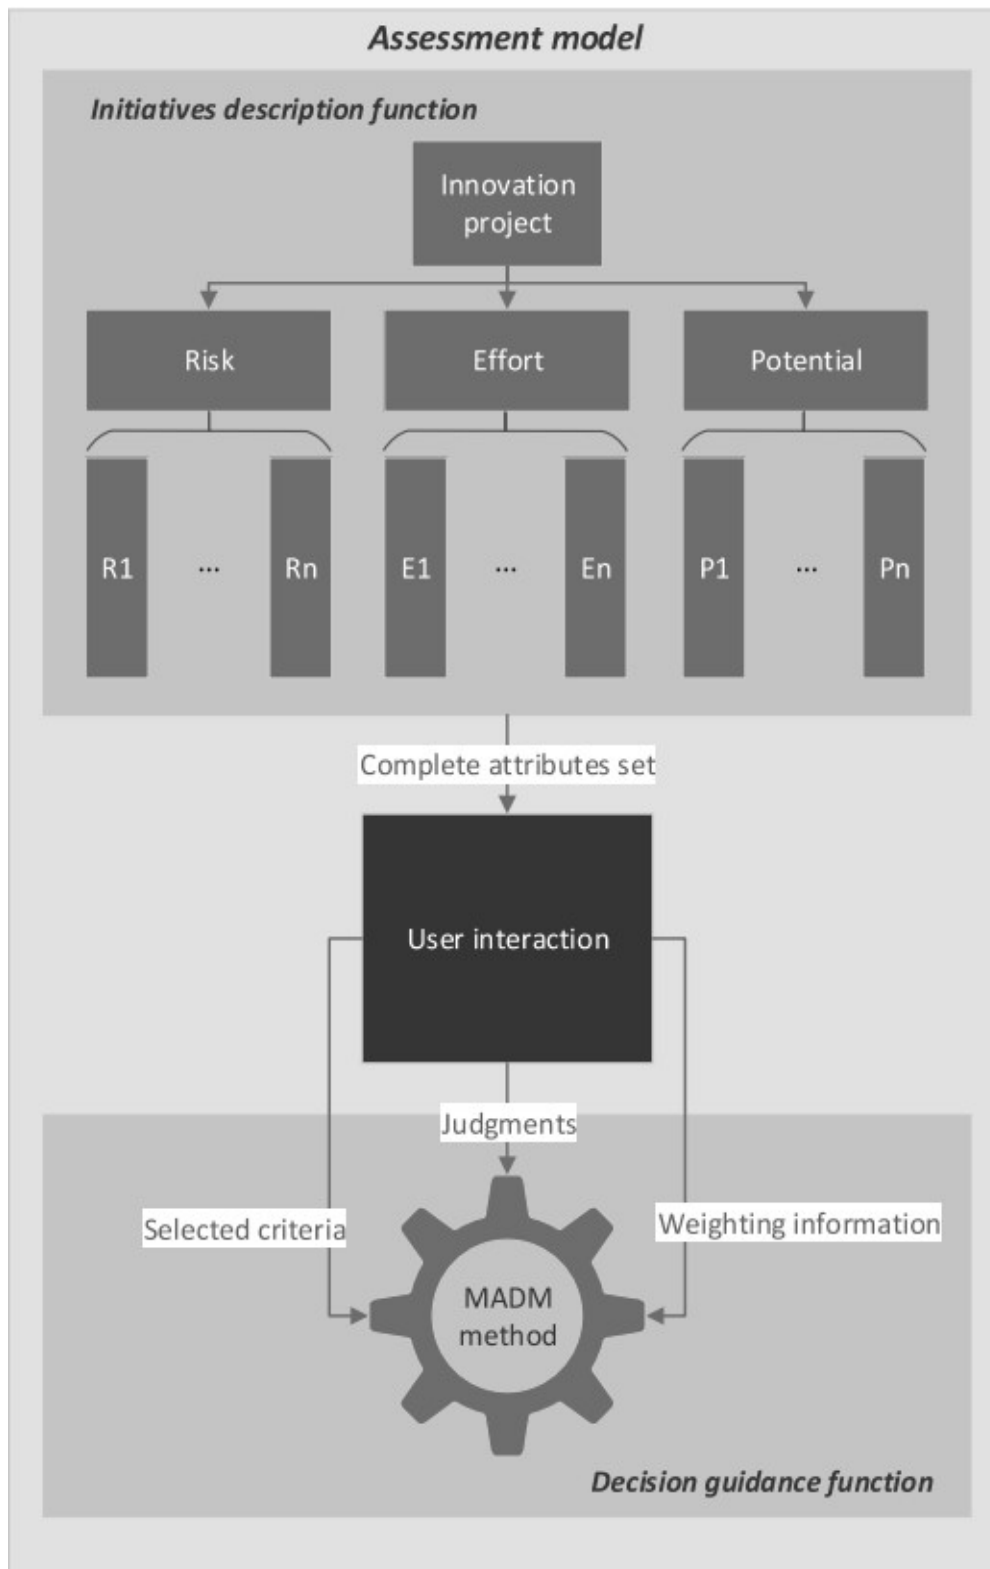 Assessment model
Initiatives description function
Innovation
project
Risk
Effort
Potential
R1
...
Rn
E1
...
En
P1
...
Pn
Complete attributes set
User interaction
Judgments
Selected criteria
Weighting information
MADM
method
Decision guidance function